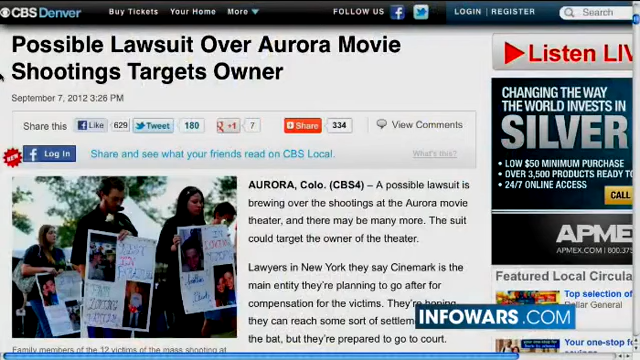 CBS Denver
Buy Tickets
Your Home
More
FOLLOW US
LOGIN | REGISTER
Search
Possible Lawsuit Over Aurora Movie
Shootings Targets Owner
September 7, 2012 3:26 PM
Share this
Like
629
Tweet
180
+1
7
Share
334
View Comments
NEW
Log In
Share and see what your friends read on CBS Local.
What's this?
AURORA, Colo. (CBS4) – A possible lawsuit is
brewing over the shootings at the Aurora movie
theater, and there may be many more. The suit
could target the owner of the theater.
Lawyers in New York they say Cinemark is the
main entity they're planning to go after for
compensation for the victims. They're hoping
they can reach some sort of settlem
the bat, but they're prepared to go to court.
Family members of the 12 victims of the mass shooting at
Listen LIV
CHANGING THE WAY
THE WORLD INVESTS IN
SILVER
• LOW $50 MINIMUM PURCHASE
• OVER 3,500 PRODUCTS READY TO
• 24/7 ONLINE ACCESS
CALL
APMEX
APMEX.COM | 800.375
Featured Local Circula
Top selection of
Dollar General
Your one-stop f
INFOWARS.COM